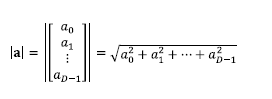 |a| = ‖[a₀ a₁ ⋮ a_{D−1}]‖ = √(a₀² + a₁² + ⋯ + a²_{D−1})